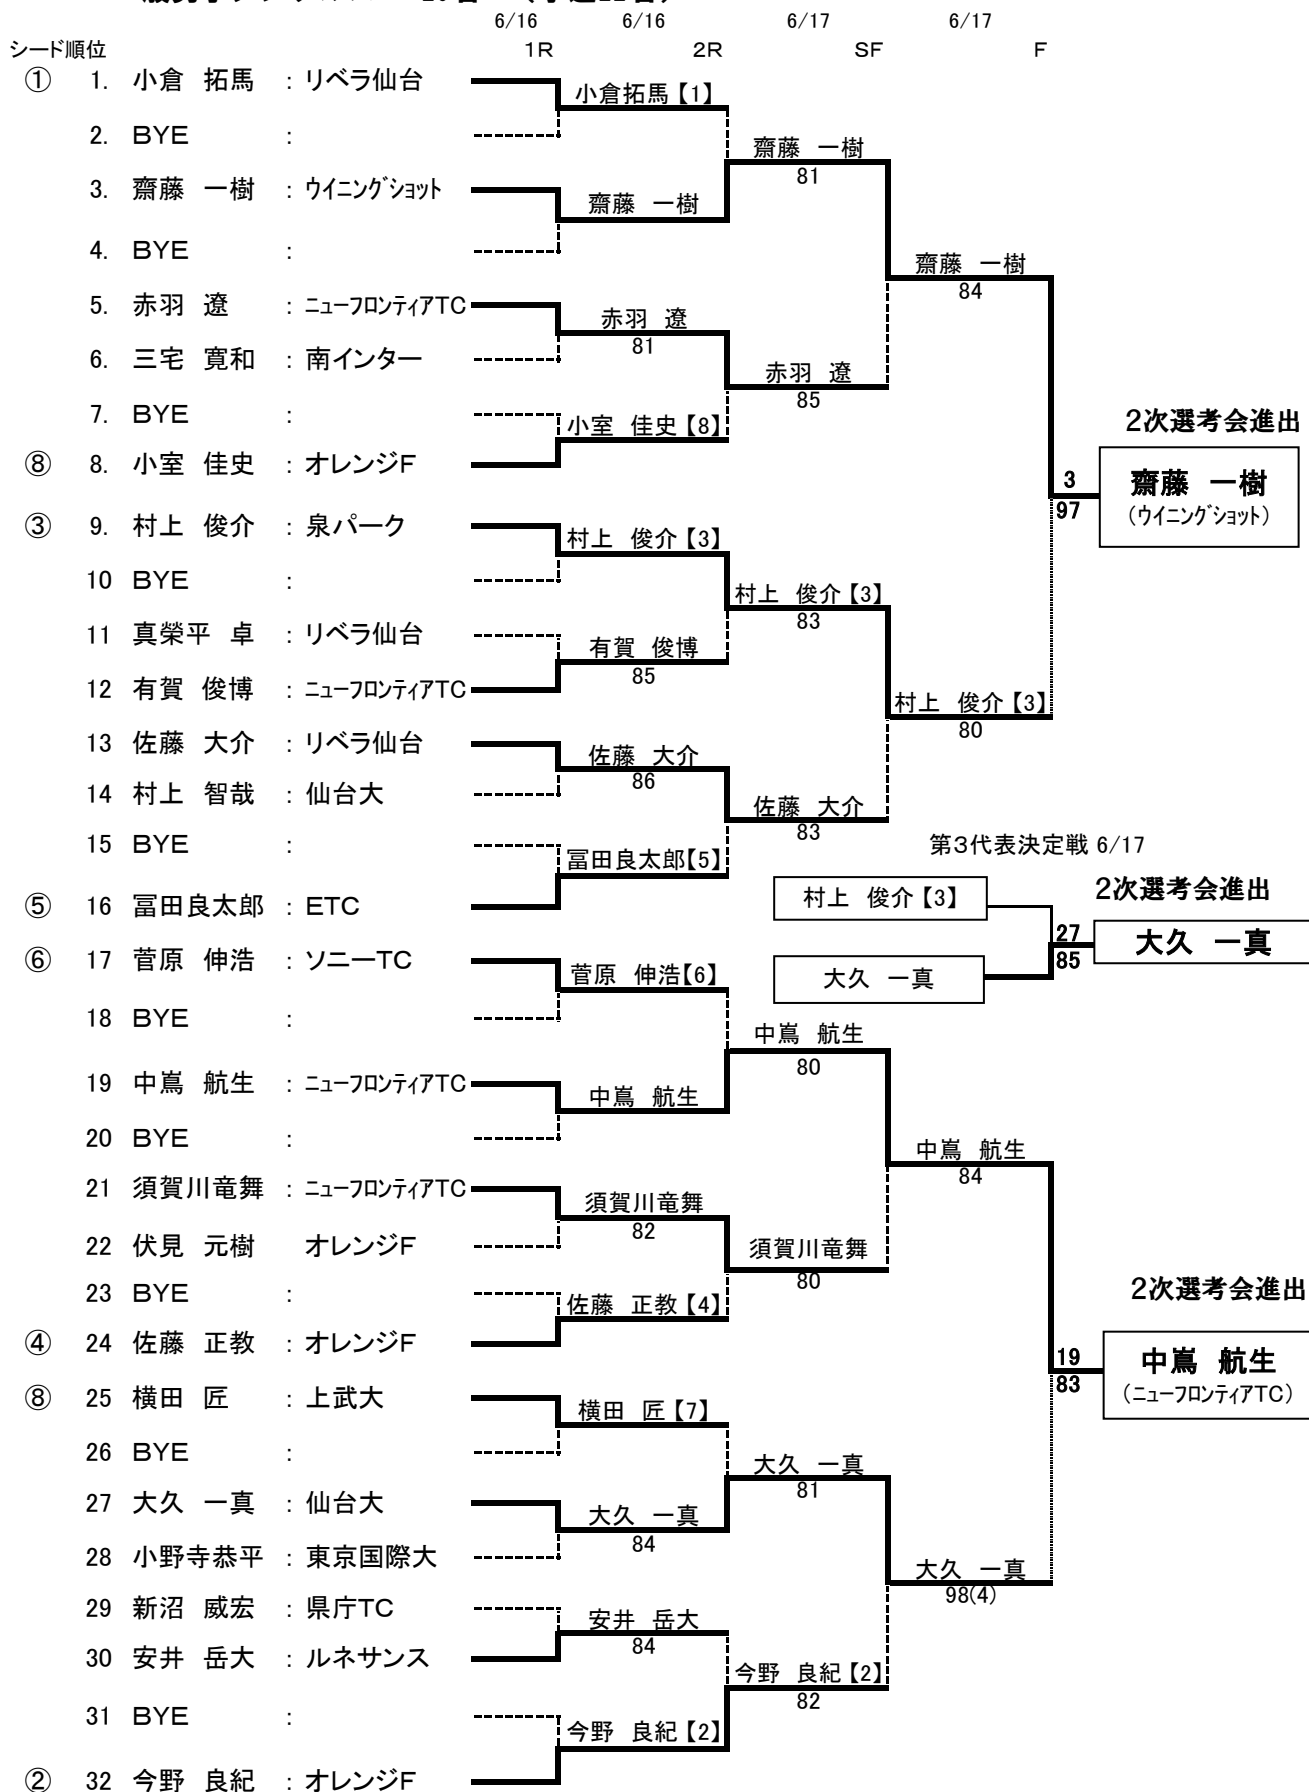 6/16 6/16 6/17 6/17
シード順位 1R 2R SF F
① 1. 小倉 拓馬 : リベラ仙台
小倉拓馬【1】
2. BYE :
齋藤 一樹
81
3. 齋藤 一樹 : ウイニングショット
齋藤 一樹
4. BYE :
齋藤 一樹
84
5. 赤羽 遼 : ニューフロンティアTC
赤羽 遼
81
6. 三宅 寛和 : 南インター
赤羽 遼
85
7. BYE :
小室 佳史【8】
2次選考会進出
⑧ 8. 小室 佳史 : オレンジF
3
97
齋藤 一樹
(ウイニングショット)
③ 9. 村上 俊介 : 泉パーク
村上 俊介【3】
10 BYE :
村上 俊介【3】
83
11 真榮平 卓 : リベラ仙台
有賀 俊博
85
12 有賀 俊博 : ニューフロンティアTC
村上 俊介【3】
80
13 佐藤 大介 : リベラ仙台
佐藤 大介
86
14 村上 智哉 : 仙台大
佐藤 大介
83
15 BYE :
第3代表決定戦 6/17
冨田良太郎【5】
村上 俊介【3】
2次選考会進出
⑤ 16 冨田良太郎 : ETC
27
85
大久 一真
⑥ 17 菅原 伸浩 : ソニーTC
菅原 伸浩【6】
大久 一真
18 BYE :
中嶌 航生
80
19 中嶌 航生 : ニューフロンティアTC
中嶌 航生
20 BYE :
中嶌 航生
84
21 須賀川竜舞 : ニューフロンティアTC
須賀川竜舞
82
22 伏見 元樹 オレンジF
須賀川竜舞
80
23 BYE :
佐藤 正教【4】
2次選考会進出
④ 24 佐藤 正教 : オレンジF
19
83
中嶌 航生
(ニューフロンティアTC)
⑧ 25 横田 匠 : 上武大
横田 匠【7】
26 BYE :
大久 一真
81
27 大久 一真 : 仙台大
大久 一真
84
28 小野寺恭平 : 東京国際大
大久 一真
98(4)
29 新沼 威宏 : 県庁TC
安井 岳大
84
30 安井 岳大 : ルネサンス
今野 良紀【2】
82
31 BYE :
今野 良紀【2】
② 32 今野 良紀 : オレンジF